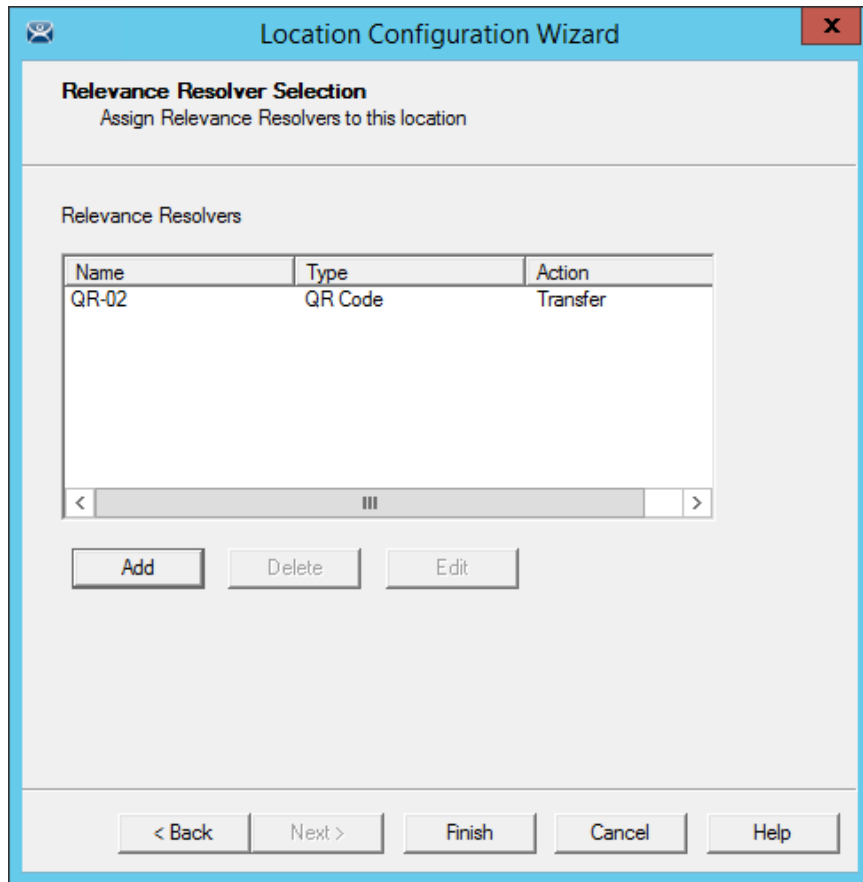 Location Configuration Wizard
x
Relevance Resolver Selection
Assign Relevance Resolvers to this location
Relevance Resolvers
Name Type Action
QR-02 QR Code Transfer
Add Delete Edit
< Back Next > Finish Cancel Help